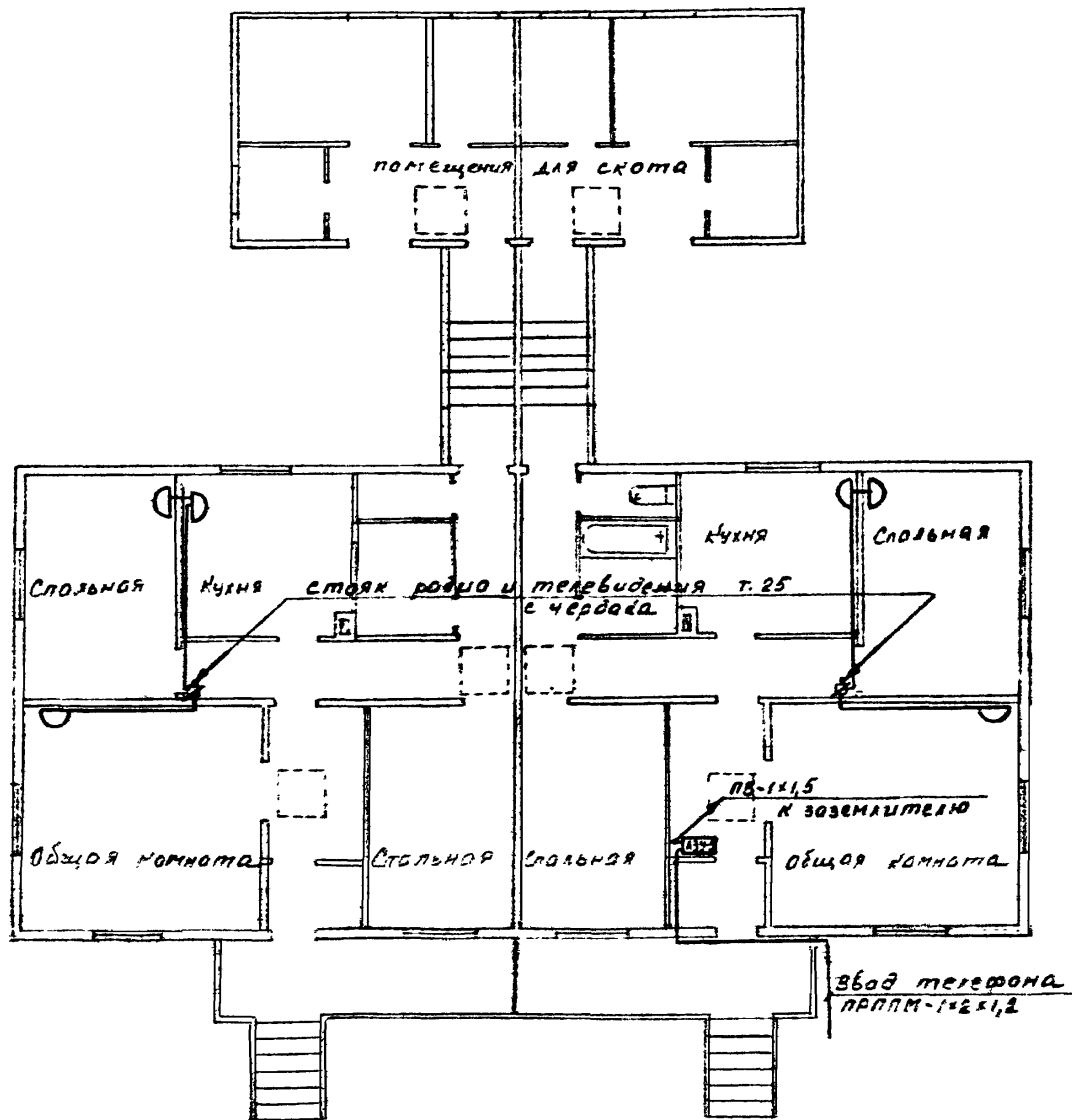 помещения для скота
кухня
Спальная
Спальная
Кухня
стояк радио и телевидения т. 25
с чердака
ПВ-1×1,5
к заземлителю
Общая комната
Спальная
Спальная
Общая комната
Ввод телефона
ПРППМ-1×2×1,2